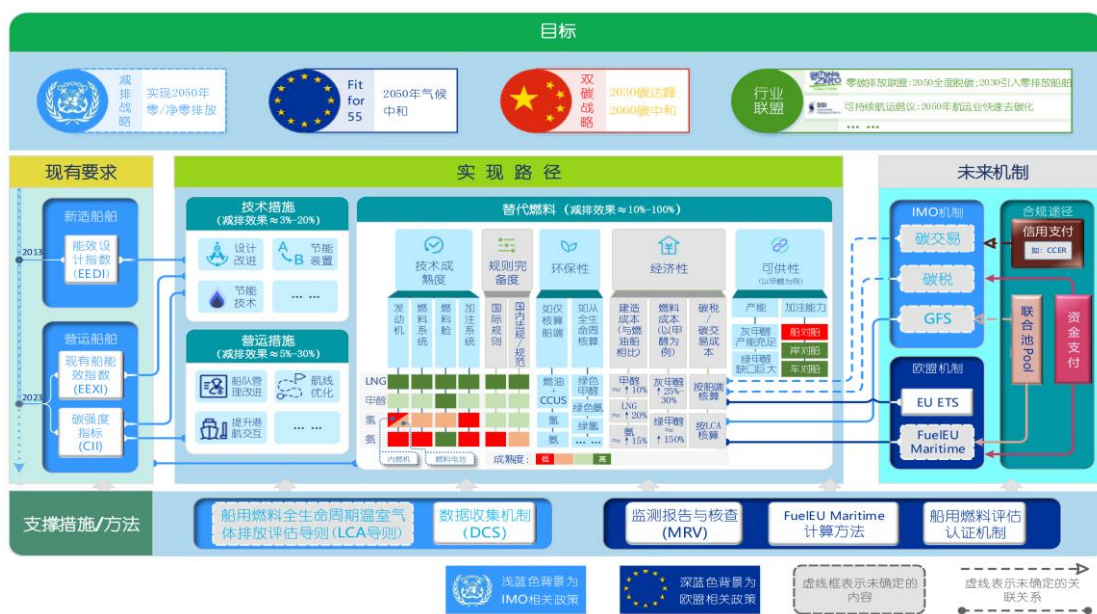 目标
减
排
战
略
实现2050年
零/净零排放
Fit
for
55
2050年气候
中和
双
碳
战
略
2030碳达峰
2060碳中和
行业
联盟
零碳排放联盟:2050全面脱碳;2030引入零排放船舶
SSI
可持续航运倡议:2050年航运业快速去碳化
... ...
现有要求
2013
2023
新造船舶
能效设
计指数
(EEDI)
营运船舶
现有船能
效指数
(EEXI)
碳强度
指标
(CII)
实现路径
技术措施
(减排效果≈3%-20%)
设计
改进
A
B
节能
装置
节能
技术
... ...
营运措施
(减排效果≈5%-30%)
船队管
理改进
航线
优化
提升港
航交互
... ...
替代燃料(减排效果≈10%-100%)
技术成
熟度
规则完
备度
环保性
经济性
可供性
(以甲醇为例)
发动机
燃料系统
燃料舱
加注系统
国际规则
国内法规/规范
如仅
核算
船端
如从
全生
命周
期核
算
建造
成本
(与燃
油船
相比)
燃料
成本
(以甲
醇为
例)
碳税
/
碳交
易成
本
产能
加注能力
灰甲醇
产能充足
绿甲醇
缺口巨大
船对船
岸对船
车对船
LNG
甲醇
氢
氨
燃油
+
CCUS
氢
氨
绿色
甲醇
绿色氨
绿氢
... ...
甲醇
≈↑10%
LNG
≈↑20%
氨
≈↑15%
灰甲醇
↑25%-
30%
绿甲醇
≈
↑150%
按船端
核算
按LCA
核算
内燃机
燃料电池
成熟度:
低
高
未来机制
IMO机制
碳交易
碳税
GFS
欧盟机制
EU ETS
FuelEU
Maritime
合规途径
信用支付
如: CCER
联合池Pool
资金支付
支撑措施/方法
船用燃料全生命周期温室气
体排放评估导则(LCA导则)
数据收集机制
(DCS)
监测报告与核查
(MRV)
FuelEU Maritime
计算方法
船用燃料评估
认证机制
浅蓝色背景为
IMO相关政策
深蓝色背景为
欧盟相关政策
虚线框表示未确定的
内容
虚线表示未确定的关
联关系